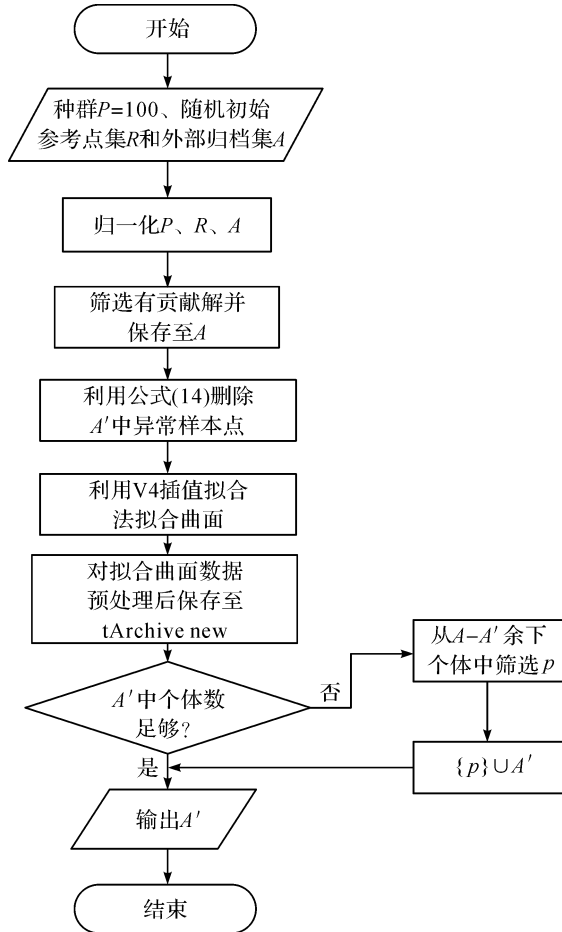 开始
种群P=100、随机初始
参考点集R和外部归档集A
归一化P、R、A
筛选有贡献解并
保存至A
利用公式(14)删除
A′中异常样本点
利用V4插值拟合
法拟合曲面
对拟合曲面数据
预处理后保存至
tArchive new
从A−A′余下
个体中筛选p
A′中个体数
足够?
否
{p}∪A′
是
输出A′
结束